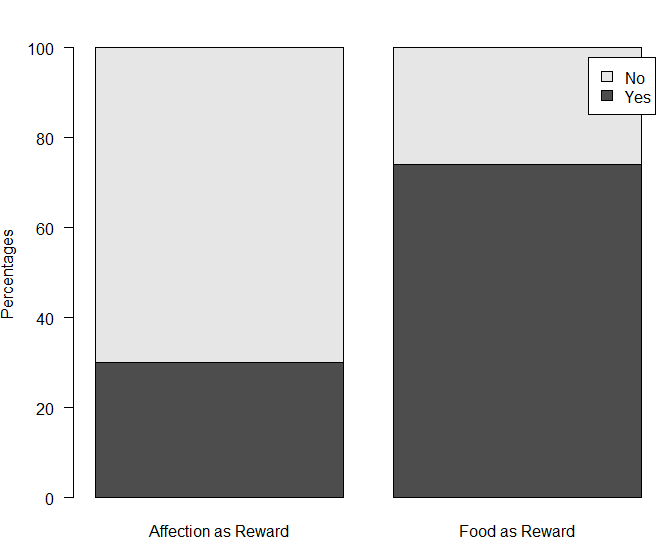 100
80
60
40
20
0
Percentages
No
Yes
Affection as Reward
Food as Reward